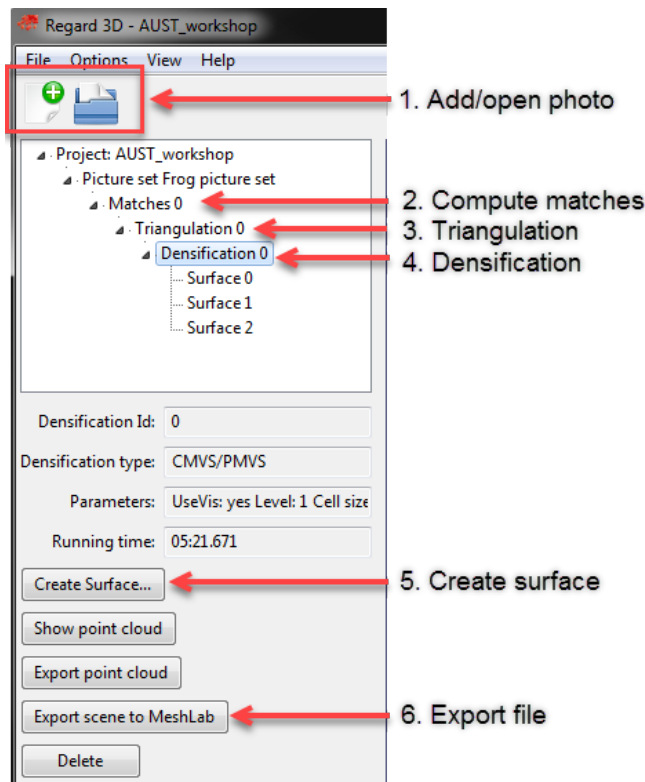 Regard 3D - AUST_workshop
File Options View Help
1. Add/open photo
Project: AUST_workshop
Picture set Frog picture set
Matches 0
2. Compute matches
Triangulation 0
3. Triangulation
Densification 0
4. Densification
Surface 0
Surface 1
Surface 2
Densification Id: 0
Densification type: CMVS/PMVS
Parameters: UseVis: yes Level: 1 Cell size
Running time: 05:21.671
Create Surface...
5. Create surface
Show point cloud
Export point cloud
Export scene to MeshLab
6. Export file
Delete